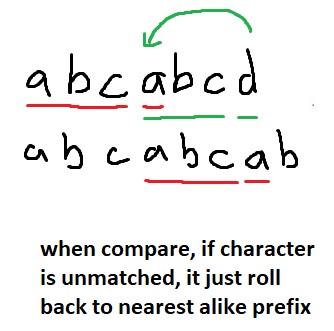 abcabcd
abcabcab
when compare, if character
is unmatched, it just roll
back to nearest alike prefix